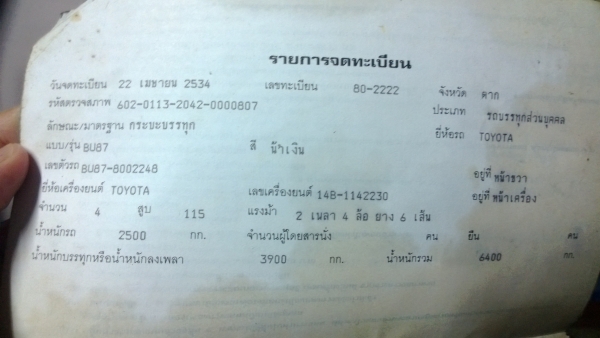 รายการจดทะเบียน
วันจดทะเบียน 22 เมษายน 2534 เลขทะเบียน 80-2222 จังหวัด ตาก
รหัสตรวจสภาพ 602-0113-2042-0000807 ประเภท รถบรรทุกส่วนบุคคล
ลักษณะ/มาตรฐาน กระบะบรรทุก ยี่ห้อรถ TOYOTA
แบบ/รุ่น BU87 สี น้ำเงิน
เลขตัวรถ BU87-8002248 อยู่ที่ หน้าขวา
ยี่ห้อเครื่องยนต์ TOYOTA เลขเครื่องยนต์ 14B-1142230 อยู่ที่ หน้าเครื่อง
จำนวน 4 สูบ 115 แรงม้า 2 เพลา 4 ล้อ ยาง 6 เส้น
น้ำหนักรถ 2500 กก. จำนวนผู้โดยสารนั่ง คน ยืน คน
น้ำหนักบรรทุกหรือน้ำหนักลงเพลา 3900 กก. น้ำหนักรวม 6400 กก.